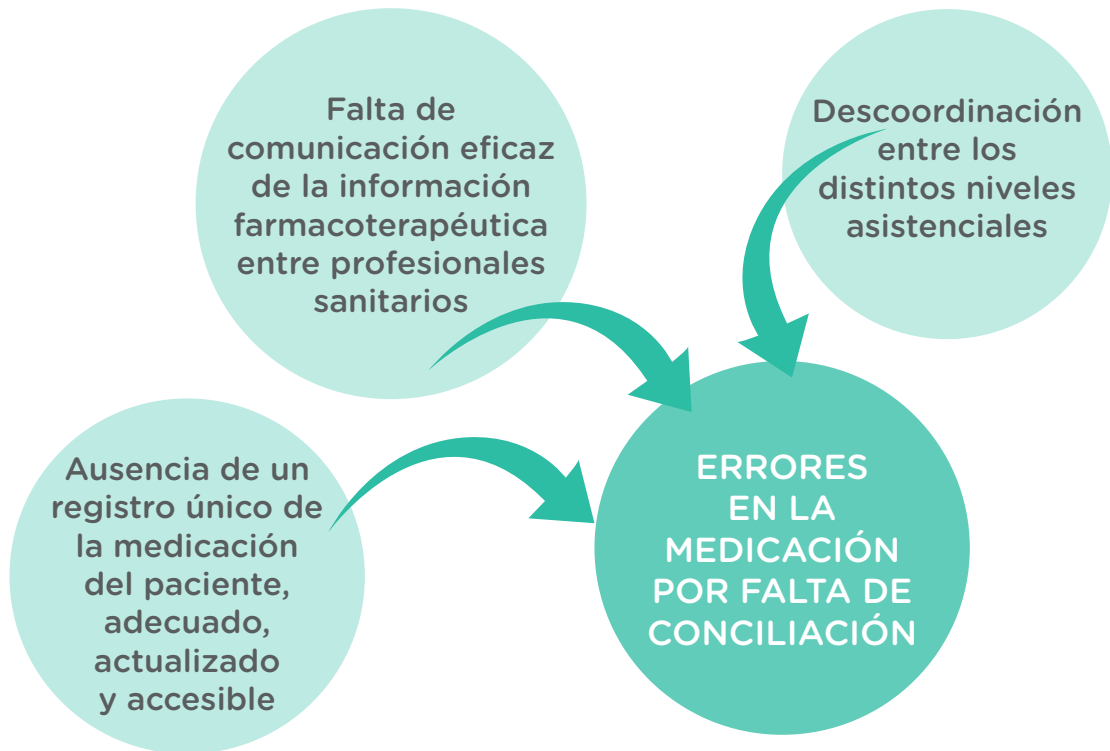 Falta de
comunicación eficaz
de la información
farmacoterapéutica
entre profesionales
sanitarios
Descoordinación
entre los
distintos niveles
asistenciales
Ausencia de un
registro único de
la medicación
del paciente,
adecuado,
actualizado
y accesible
ERRORES
EN LA
MEDICACIÓN
POR FALTA DE
CONCILIACIÓN